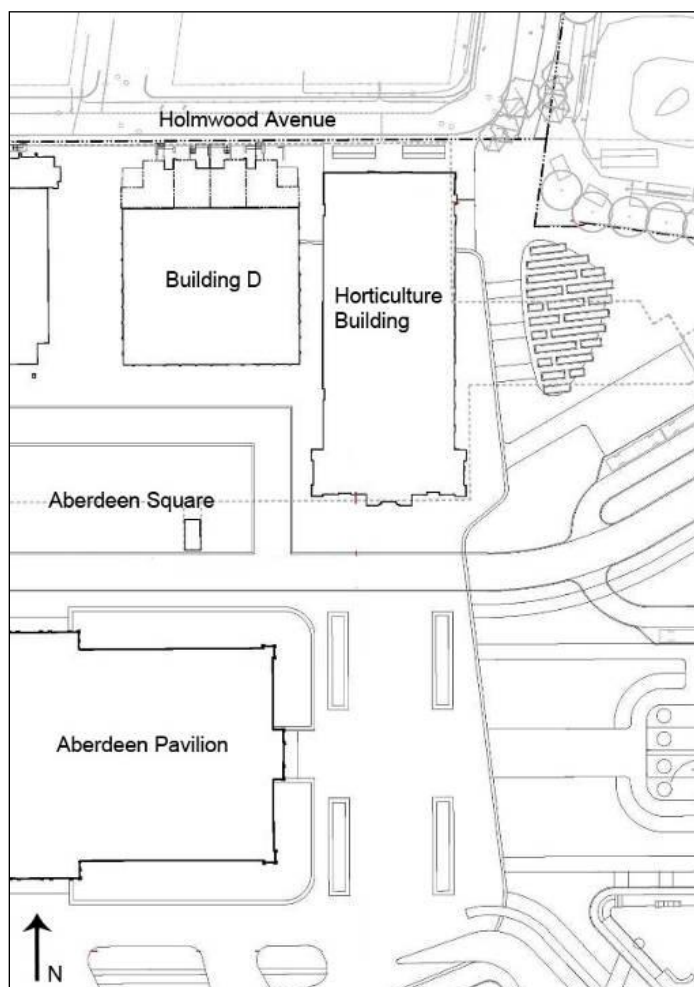 Holmwood Avenue
Building D
Horticulture
Building
Aberdeen Square
Aberdeen Pavilion
N